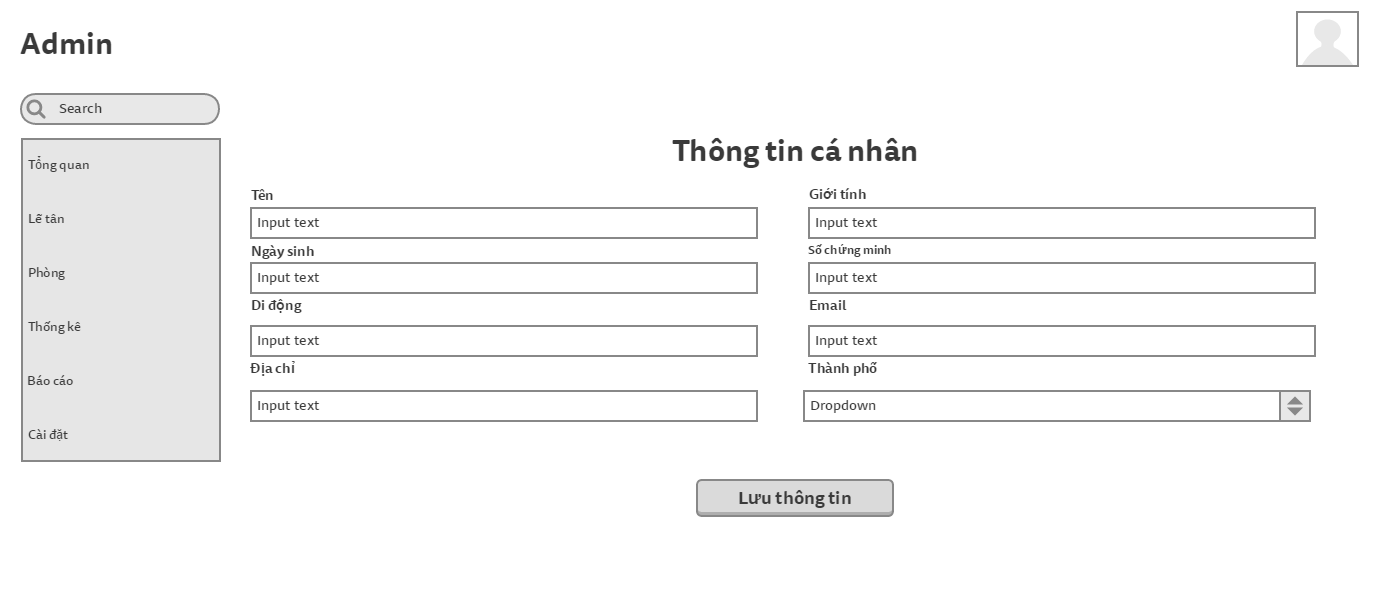 Admin
Search
Tổng quan
Lễ tân
Phòng
Thống kê
Báo cáo
Cài đặt
Thông tin cá nhân
Tên
Giới tính
Input text
Input text
Ngày sinh
Số chứng minh
Input text
Input text
Di động
Email
Input text
Input text
Địa chỉ
Thành phố
Input text
Dropdown
Lưu thông tin